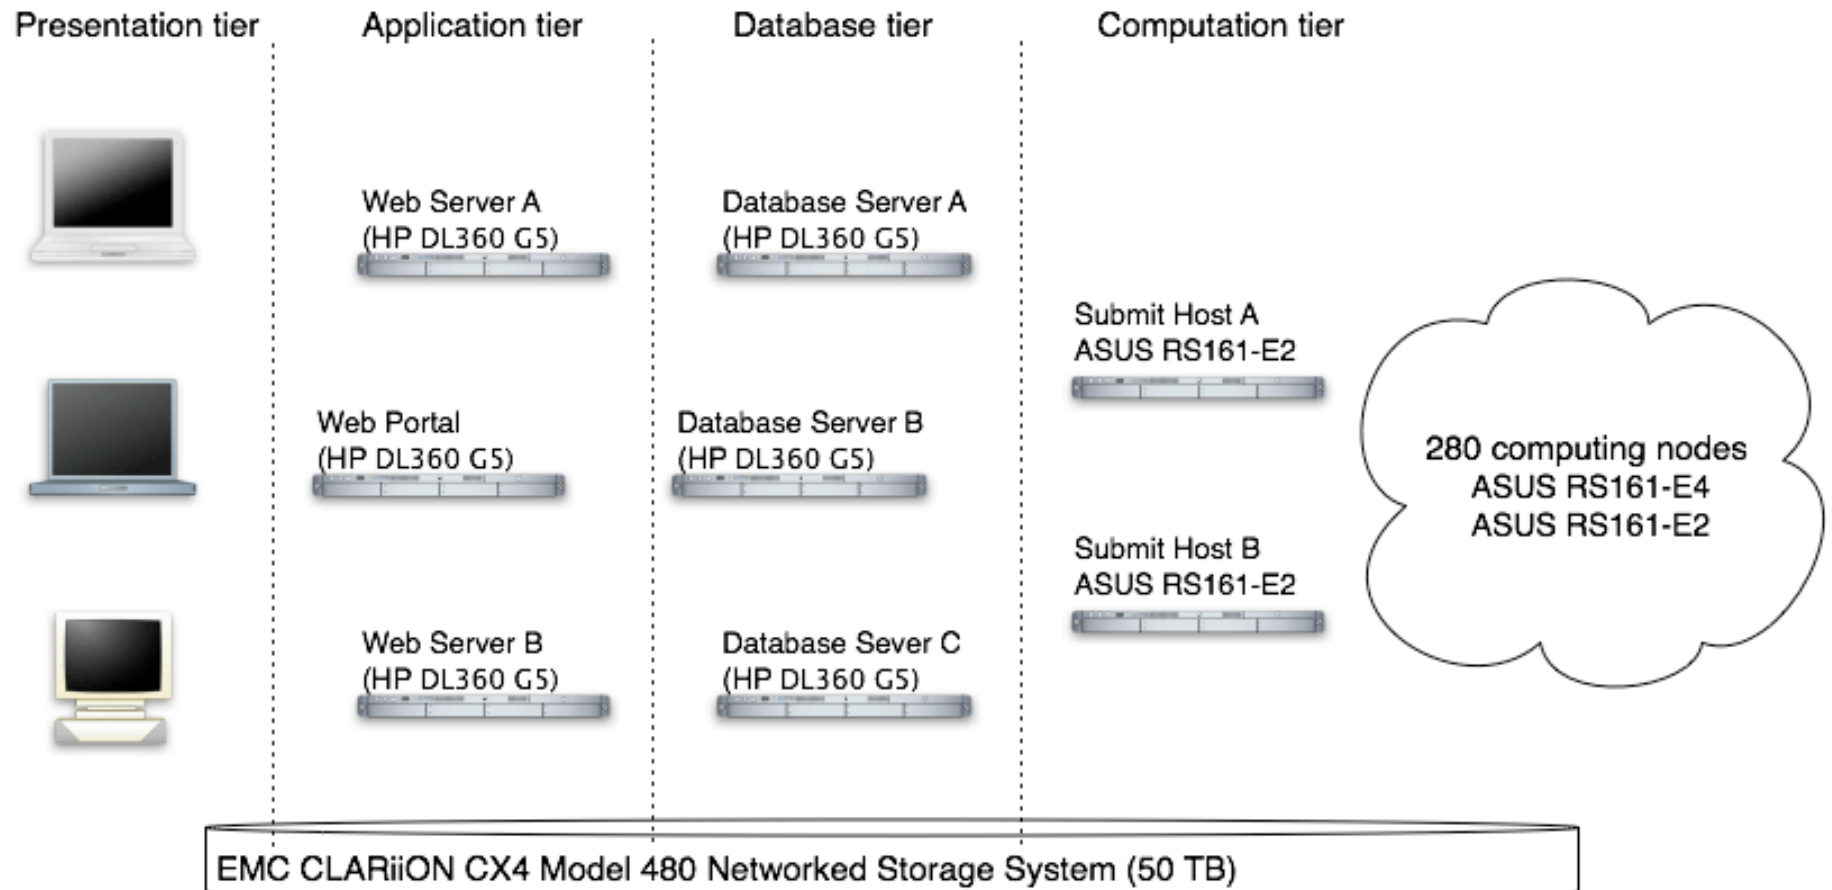 Presentation tier
Application tier
Database tier
Computation tier
Web Server A
(HP DL360 G5)
Database Server A
(HP DL360 G5)
Submit Host A
ASUS RS161-E2
Web Portal
(HP DL360 G5)
Database Server B
(HP DL360 G5)
280 computing nodes
ASUS RS161-E4
ASUS RS161-E2
Submit Host B
ASUS RS161-E2
Web Server B
(HP DL360 G5)
Database Sever C
(HP DL360 G5)
EMC CLARiiON CX4 Model 480 Networked Storage System (50 TB)